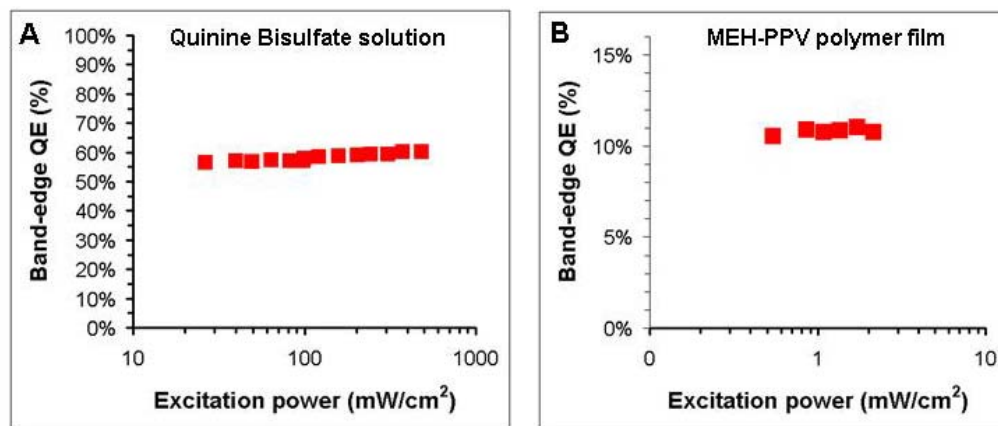 A
Quinine Bisulfate solution
Band-edge QE (%)
100%
90%
80%
70%
60%
50%
40%
30%
20%
10%
0%
10
100
1000
Excitation power (mW/cm²)
B
MEH-PPV polymer film
Band-edge QE (%)
15%
10%
5%
0%
0
1
10
Excitation power (mW/cm²)